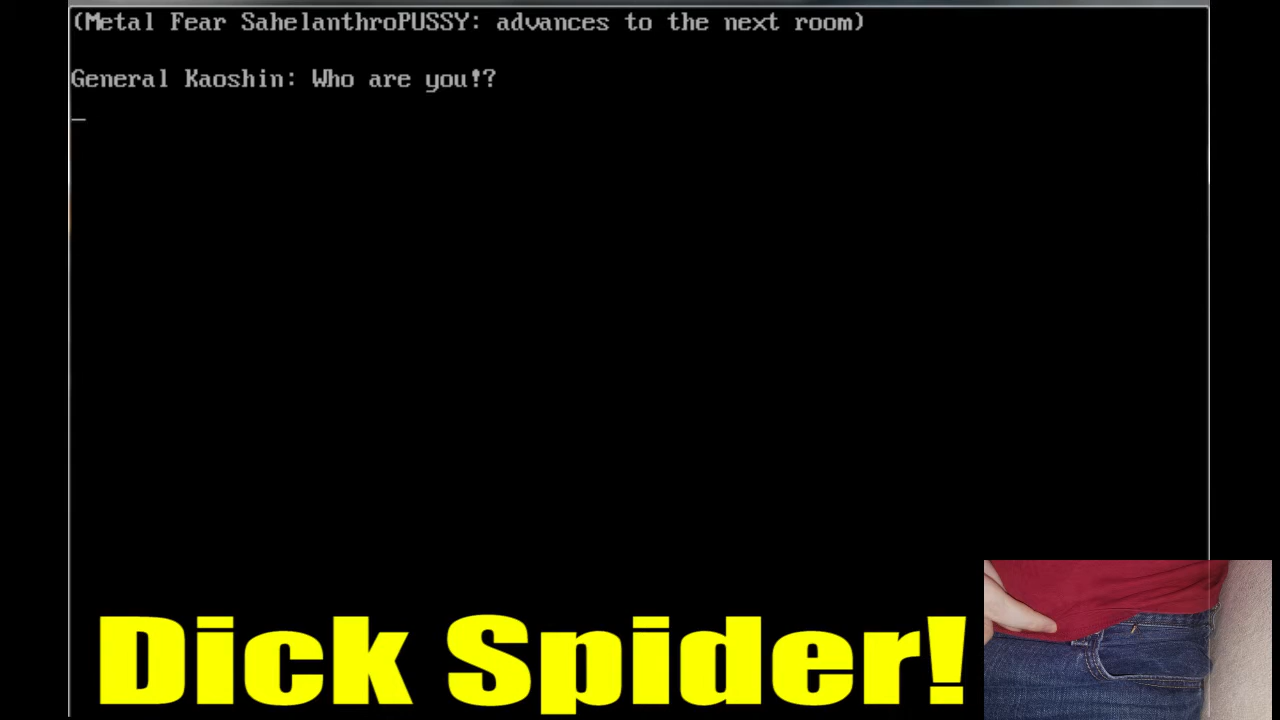 (Metal Fear SahelanthroPUSSY: advances to the next room)
General Kaoshin: Who are you!?
_
Dick Spider!